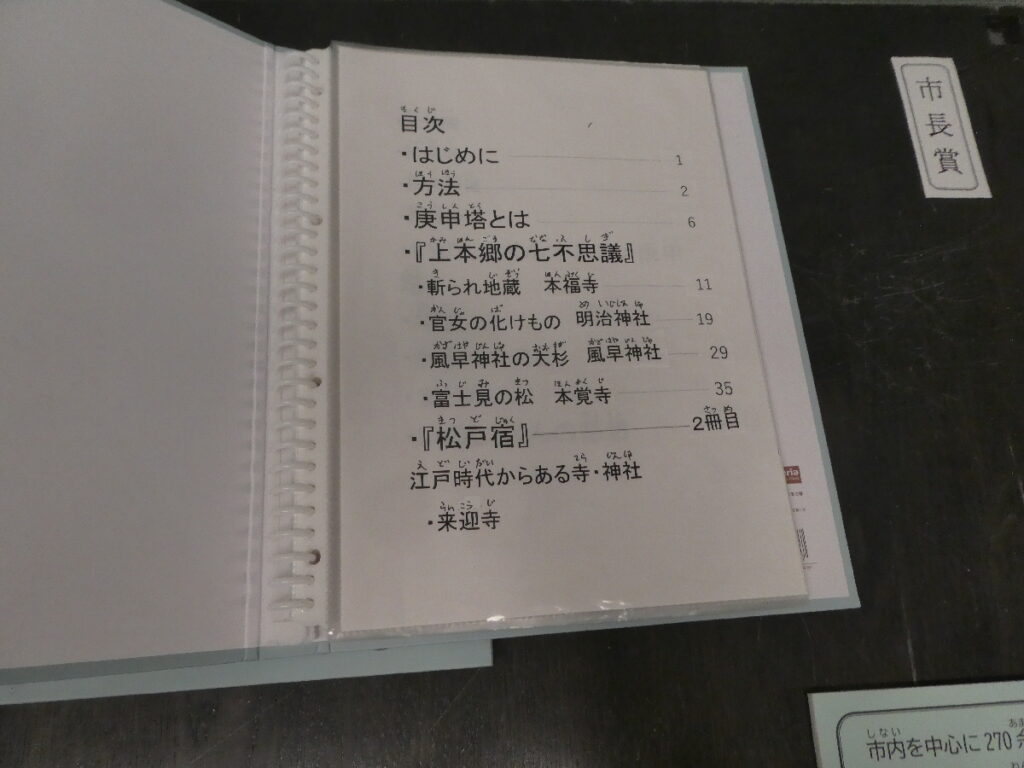 目次
・はじめに 1
・方法 2
・庚申塔とは 6
・『上本郷の七不思議』
・斬られ地蔵 本福寺 11
・官女の化けもの 明治神社 19
・風早神社の大杉 風早神社 29
・富士見の松 本覚寺 35
・『松戸宿』 2冊目
江戸時代からある寺・神社
・来迎寺
市長賞
市内を中心に270